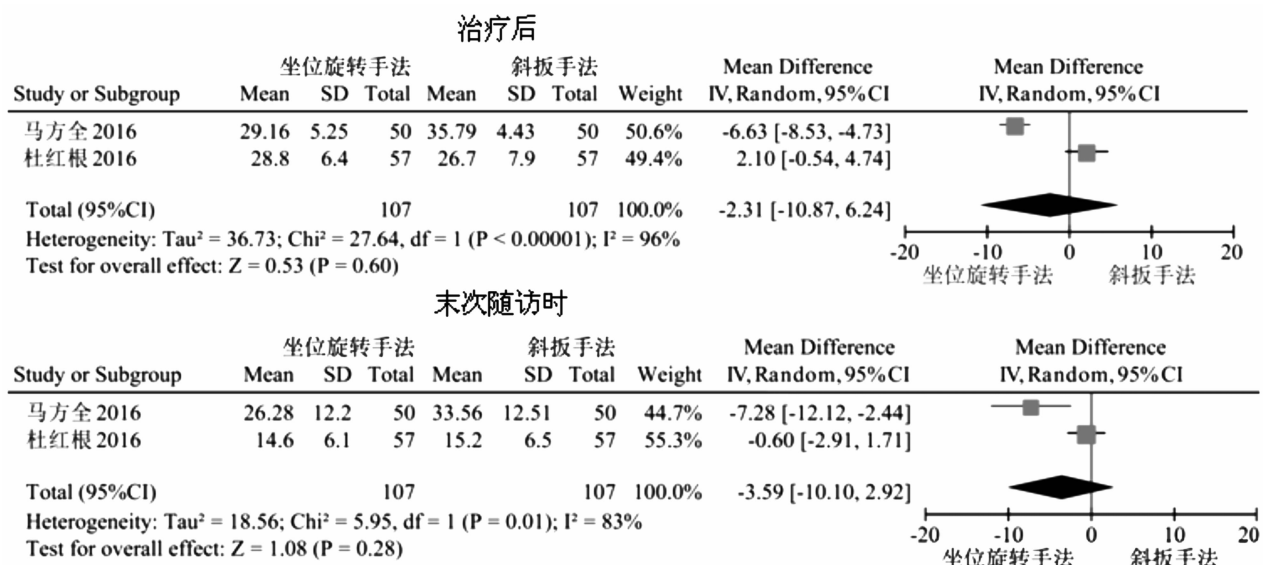 治疗后
坐位旋转手法 斜扳手法 Mean Difference Mean Difference
Study or Subgroup Mean SD Total Mean SD Total Weight IV, Random, 95%CI IV, Random, 95%CI
马方全 2016 29.16 5.25 50 35.79 4.43 50 50.6% -6.63 [-8.53, -4.73]
杜红根 2016 28.8 6.4 57 26.7 7.9 57 49.4% 2.10 [-0.54, 4.74]
Total (95%CI) 107 107 100.0% -2.31 [-10.87, 6.24]
Heterogeneity: Tau² = 36.73; Chi² = 27.64, df = 1 (P < 0.00001); I² = 96%
Test for overall effect: Z = 0.53 (P = 0.60)
-20 -10 0 10 20
坐位旋转手法 斜扳手法
末次随访时
坐位旋转手法 斜扳手法 Mean Difference Mean Difference
Study or Subgroup Mean SD Total Mean SD Total Weight IV, Random, 95%CI IV, Random, 95%CI
马方全 2016 26.28 12.2 50 33.56 12.51 50 44.7% -7.28 [-12.12, -2.44]
杜红根 2016 14.6 6.1 57 15.2 6.5 57 55.3% -0.60 [-2.91, 1.71]
Total (95%CI) 107 107 100.0% -3.59 [-10.10, 2.92]
Heterogeneity: Tau² = 18.56; Chi² = 5.95, df = 1 (P = 0.01); I² = 83%
Test for overall effect: Z = 1.08 (P = 0.28)
-20 -10 0 10 20
坐位旋转手法 斜扳手法